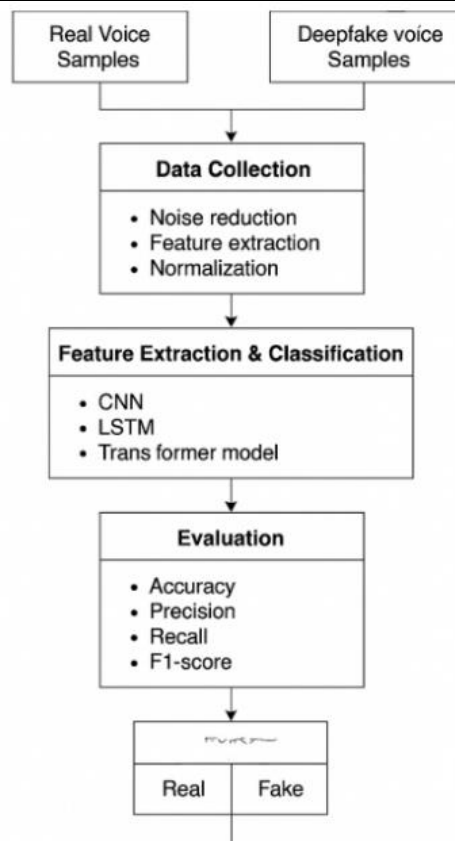 Real Voice
Samples
Deepfake voice
Samples
Data Collection
• Noise reduction
• Feature extraction
• Normalization
Feature Extraction & Classification
• CNN
• LSTM
• Trans former model
Evaluation
• Accuracy
• Precision
• Recall
• F1-score
Real
Fake